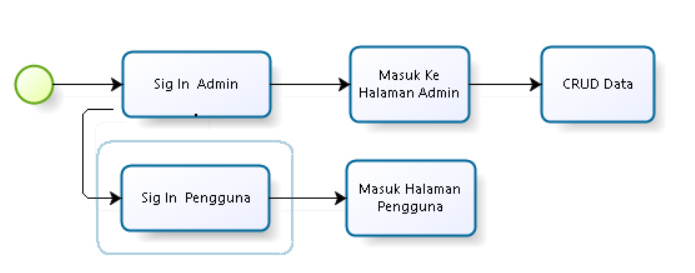 Sig In Admin
Masuk Ke
Halaman Admin
CRUD Data
Sig In Pengguna
Masuk Halaman
Pengguna